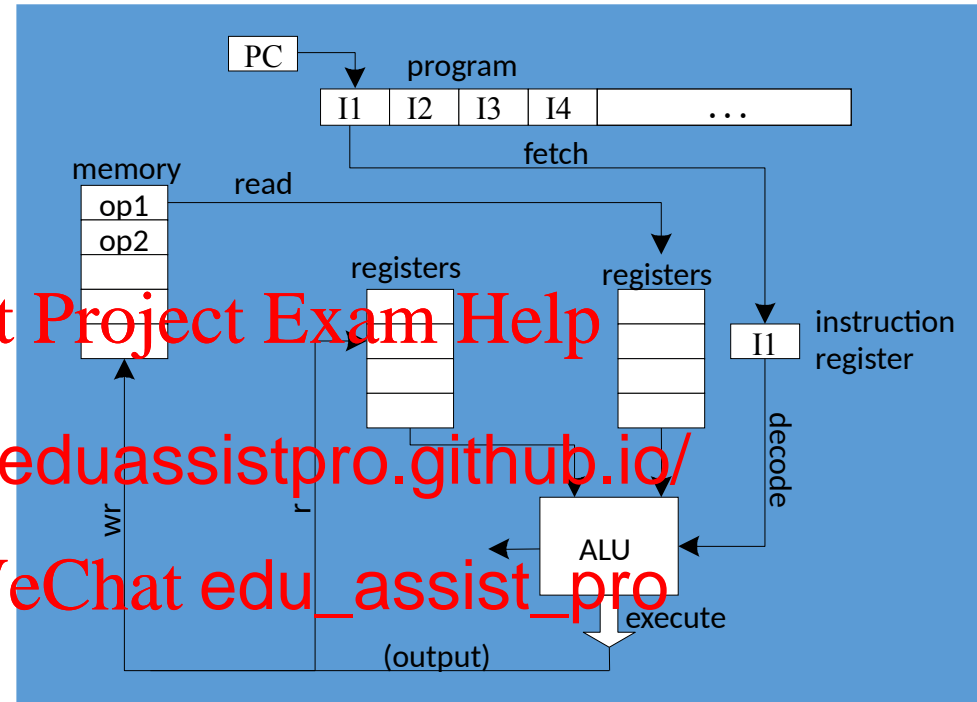 PC
program
I1 I2 I3 I4 ...
fetch
memory
read
op1
op2
registers
registers
t Project Exam Help
I1
instruction
register
decode
eduassistpro.github.io/
wr
r
ALU
eChat edu_assist_pro
execute
(output)